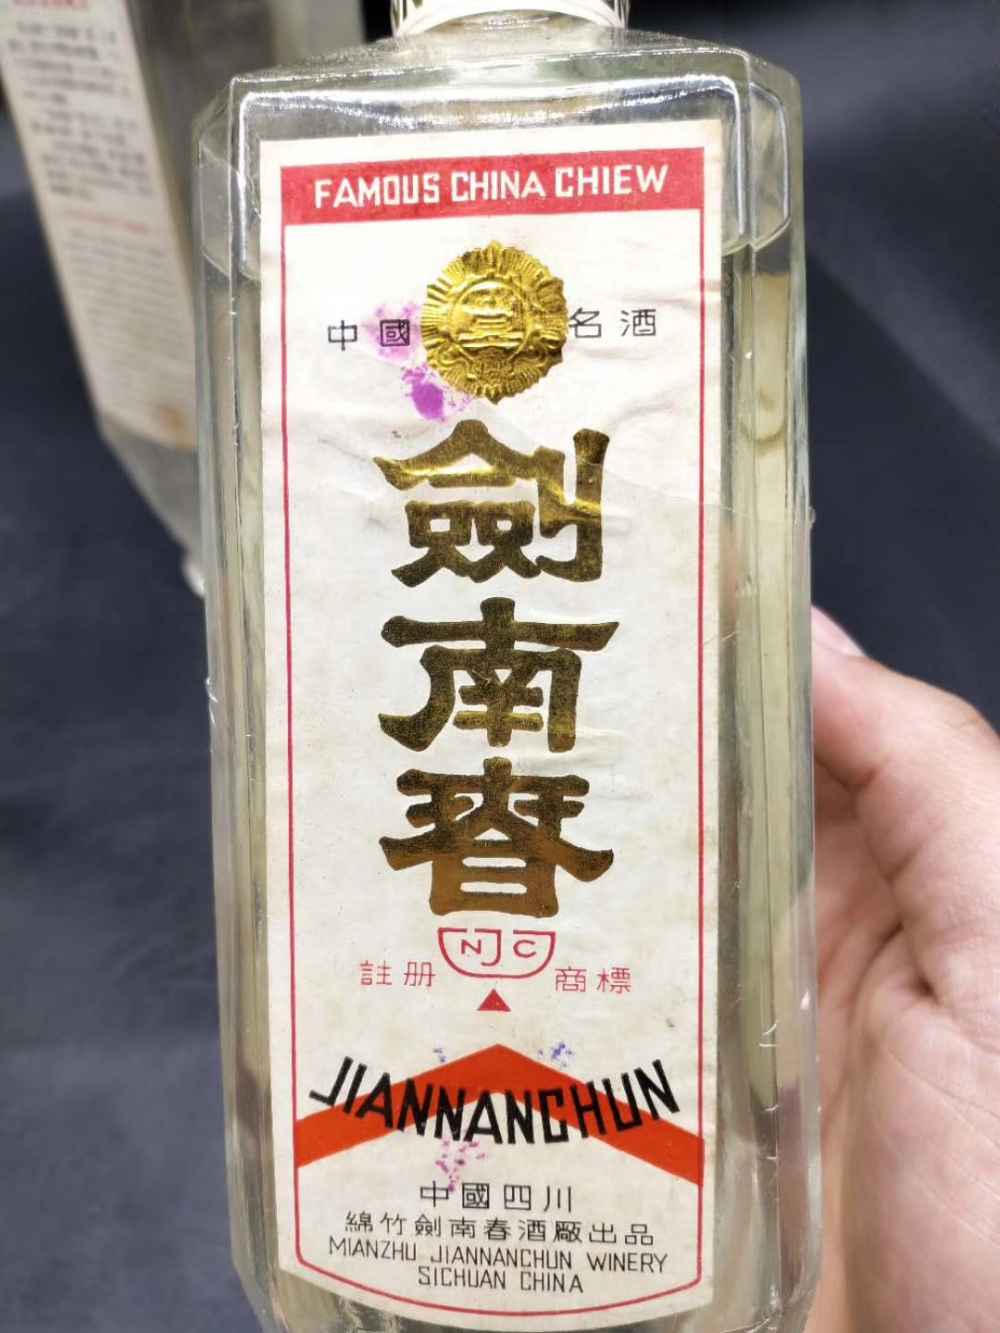 FAMOUS CHINA CHIEW
中國名酒
劍南春
NJC
註册商標
JIANNANCHUN
中國四川
綿竹劍南春酒廠出品
MIANZHU JIANNANCHUN WINERY
SICHUAN CHINA